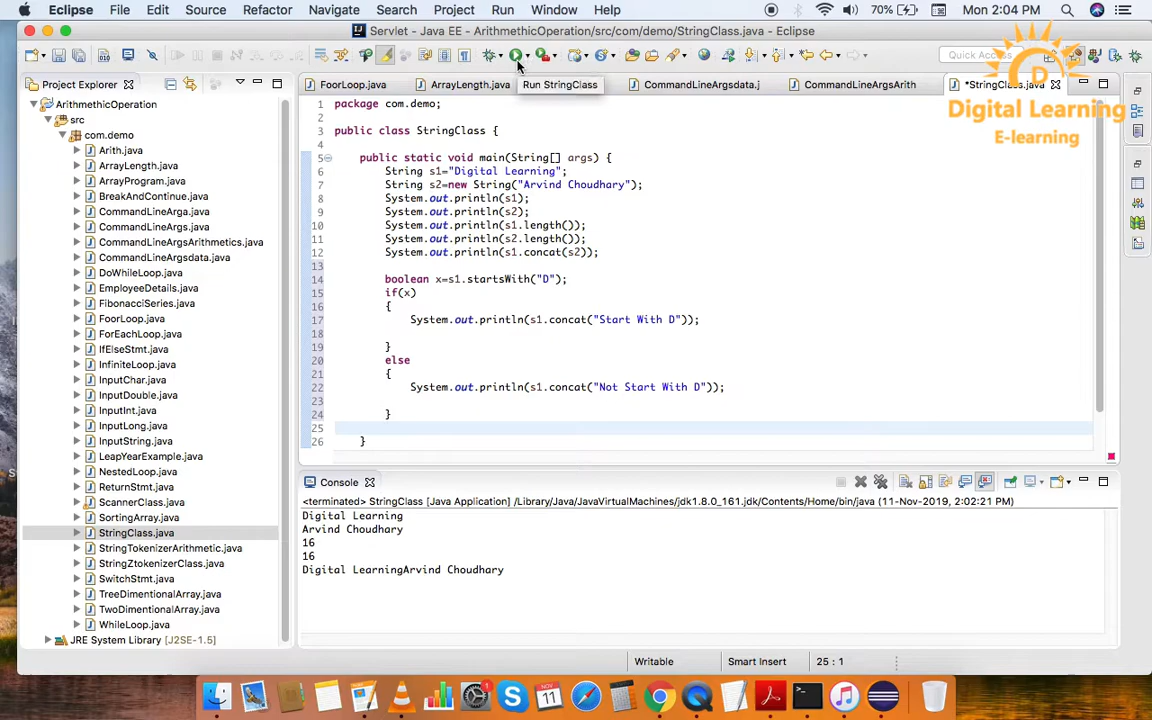 Eclipse File Edit Source Refactor Navigate Search Project Run Window Help 70% Mon 2:04 PM
Servlet - Java EE - ArithmethicOperation/src/com/demo/StringClass.java - Eclipse
Quick Access
Project Explorer
FoorLoop.java ArrayLength.java Run StringClass CommandLineArgsdata.j CommandLineArgsArith *StringClass.java
Digital Learning
E-learning
ArithmethicOperation
src
com.demo
Arith.java
ArrayLength.java
ArrayProgram.java
BreakAndContinue.java
CommandLineArga.java
CommandLineArgs.java
CommandLineArgsArithmetics.java
CommandLineArgsdata.java
DoWhileLoop.java
EmployeeDetails.java
FibonacciSeries.java
FoorLoop.java
ForEachLoop.java
IfElseStmt.java
InfiniteLoop.java
InputChar.java
InputDouble.java
InputInt.java
InputLong.java
InputString.java
LeapYearExample.java
NestedLoop.java
ReturnStmt.java
ScannerClass.java
SortingArray.java
StringClass.java
StringTokenizerArithmetic.java
StringZtokenizerClass.java
SwitchStmt.java
TreeDimentionalArray.java
TwoDimentionalArray.java
WhileLoop.java
JRE System Library [J2SE-1.5]
1 package com.demo;
2
3 public class StringClass {
4
5 public static void main(String[] args) {
6 String s1="Digital Learning";
7 String s2=new String("Arvind Choudhary");
8 System.out.println(s1);
9 System.out.println(s2);
10 System.out.println(s1.length());
11 System.out.println(s2.length());
12 System.out.println(s1.concat(s2));
13
14 boolean x=s1.startsWith("D");
15 if(x)
16 {
17 System.out.println(s1.concat("Start With D"));
18
19 }
20 else
21 {
22 System.out.println(s1.concat("Not Start With D"));
23
24 }
25
26 }
Console
<terminated> StringClass [Java Application] /Library/Java/JavaVirtualMachines/jdk1.8.0_161.jdk/Contents/Home/bin/java (11-Nov-2019, 2:02:21 PM)
Digital Learning
Arvind Choudhary
16
16
Digital LearningArvind Choudhary
Writable Smart Insert 25 : 1
NOV
11
1